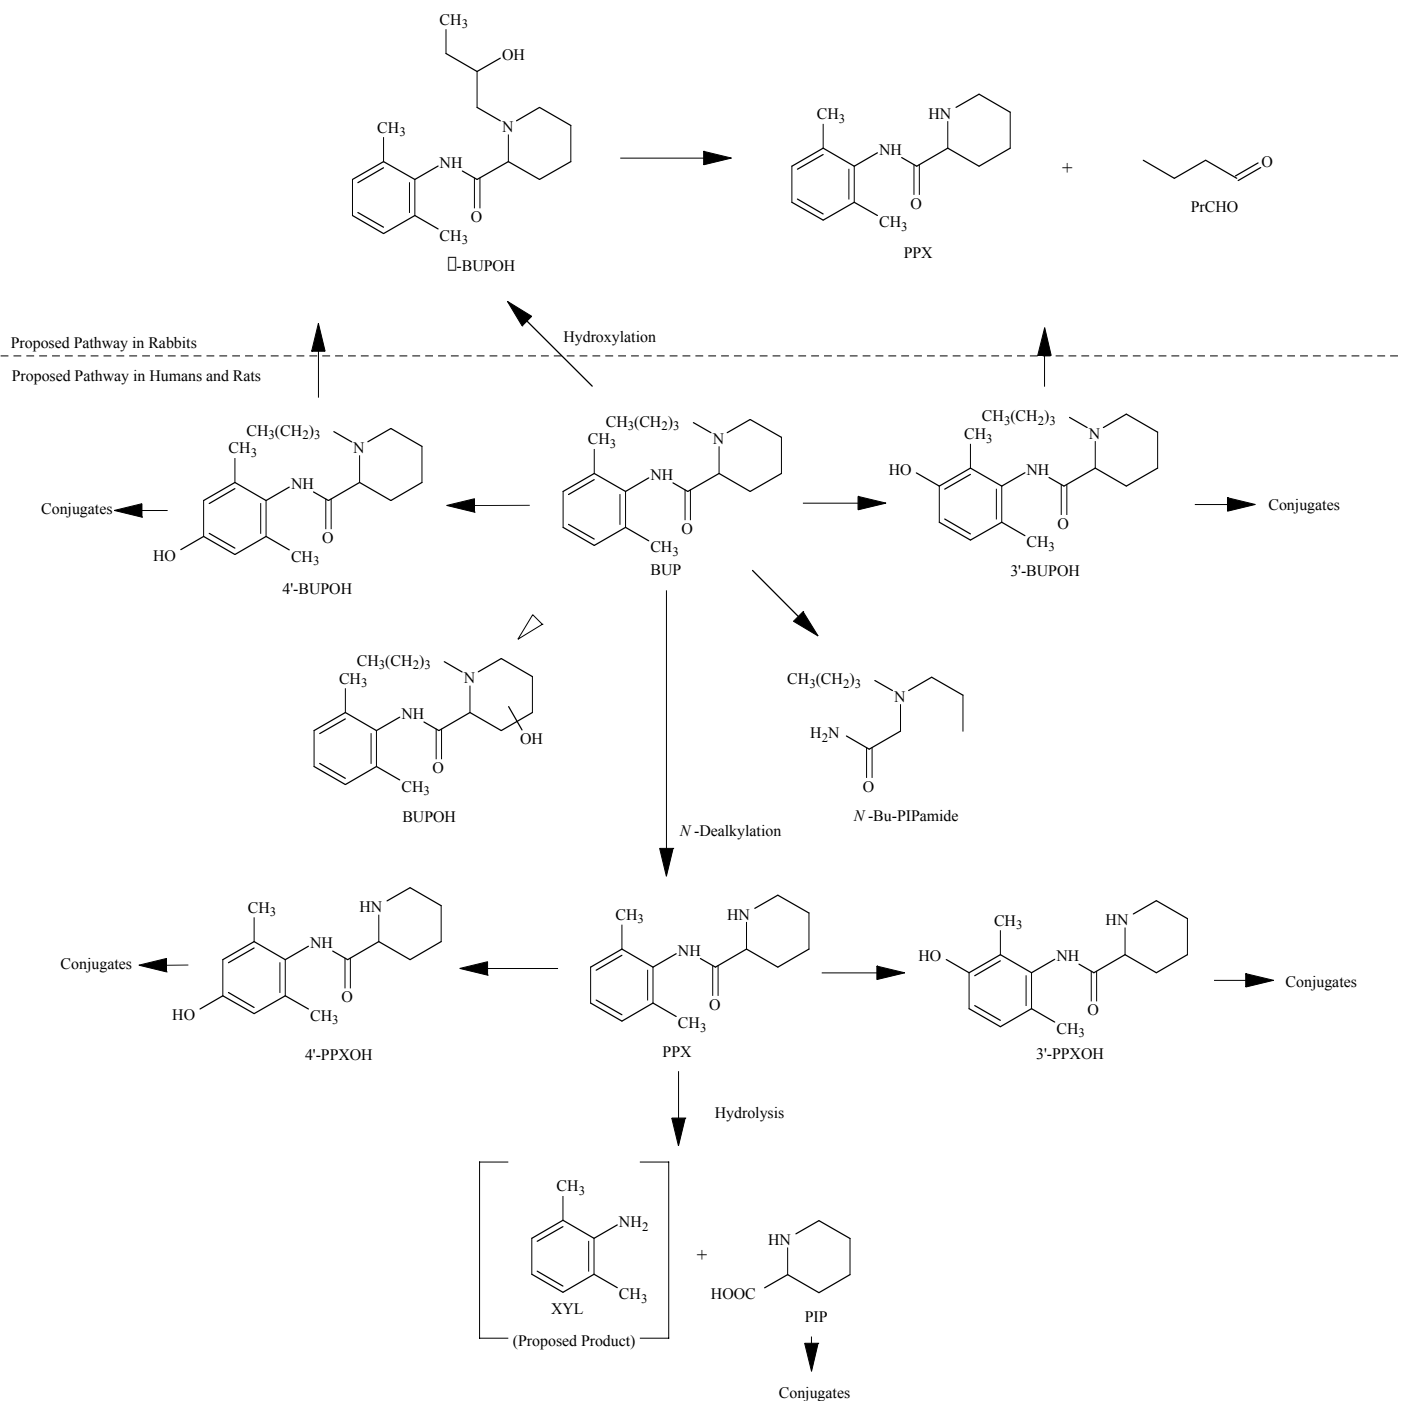 CH₃
OH
CH₃
N
NH
O
CH₃
▯-BUPOH
CH₃
HN
NH
O
CH₃
PPX
+
O
PrCHO
Hydroxylation
Proposed Pathway in Rabbits
Proposed Pathway in Humans and Rats
CH₃(CH₂)₃
N
CH₃
NH
O
CH₃
HO
Conjugates
4'-BUPOH
CH₃(CH₂)₃
N
CH₃
NH
O
CH₃
BUP
CH₃(CH₂)₃
N
CH₃
HO
NH
O
CH₃
3'-BUPOH
Conjugates
CH₃(CH₂)₃
N
CH₃
NH
OH
O
CH₃
BUPOH
CH₃(CH₂)₃
N
H₂N
O
N-Bu-PIPamide
N-Dealkylation
CH₃
HN
NH
O
CH₃
HO
Conjugates
4'-PPXOH
CH₃
HN
NH
O
CH₃
PPX
CH₃
HN
HO
NH
O
CH₃
3'-PPXOH
Conjugates
Hydrolysis
CH₃
NH₂
CH₃
XYL
(Proposed Product)
+
HN
HOOC
PIP
Conjugates